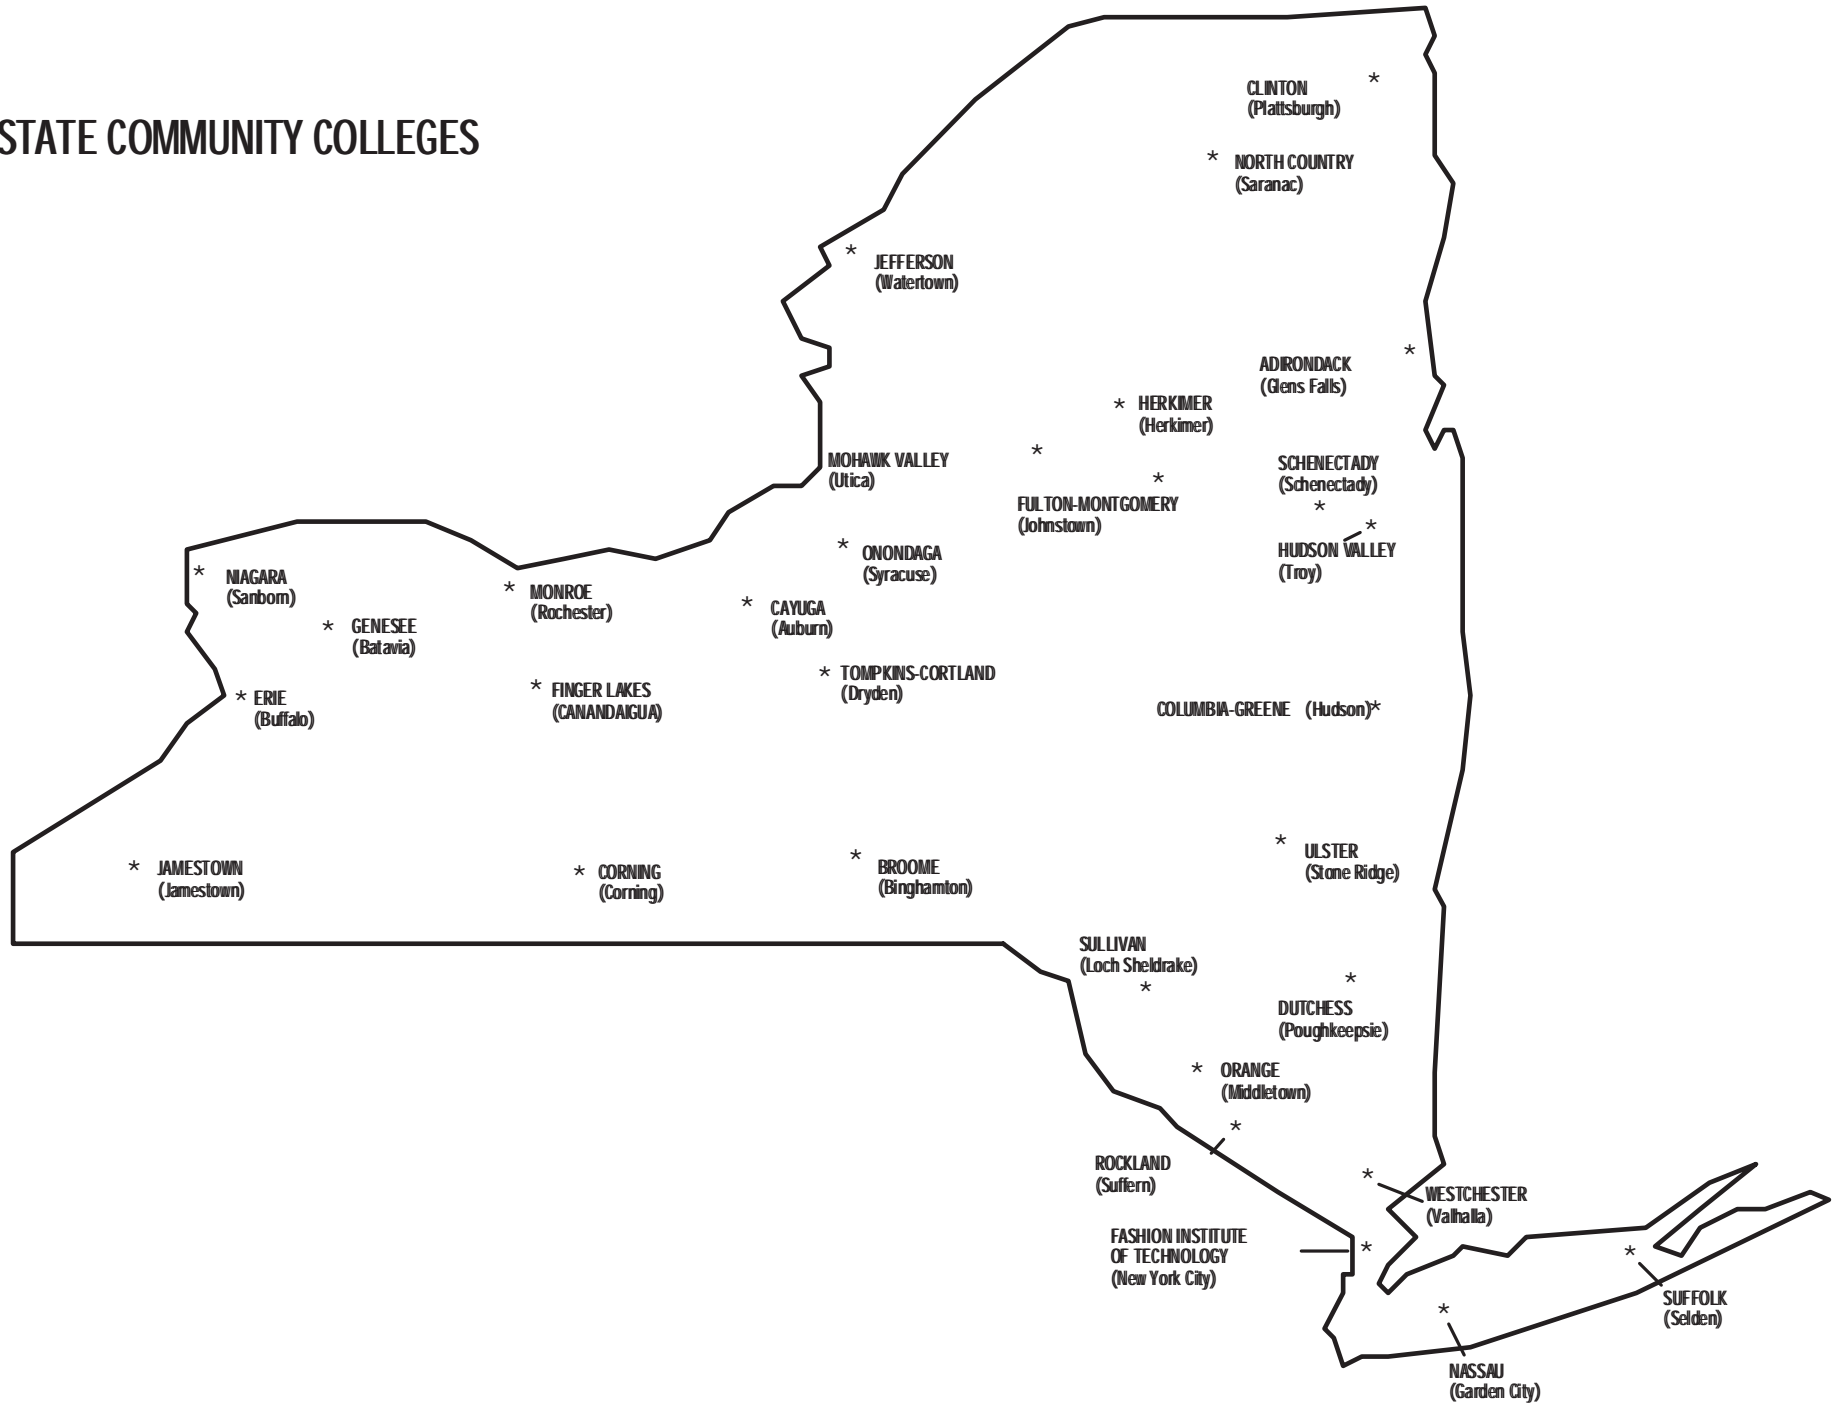 STATE COMMUNITY COLLEGES
CLINTON
(Plattsburgh)
NORTH COUNTRY
(Saranac)
JEFFERSON
(Watertown)
ADIRONDACK
(Glens Falls)
HERKIMER
(Herkimer)
MOHAWK VALLEY
(Utica)
SCHENECTADY
(Schenectady)
FULTON-MONTGOMERY
(Johnstown)
HUDSON VALLEY
(Troy)
ONONDAGA
(Syracuse)
NIAGARA
(Sanborn)
MONROE
(Rochester)
CAYUGA
(Auburn)
GENESEE
(Batavia)
TOMPKINS-CORTLAND
(Dryden)
ERIE
(Buffalo)
FINGER LAKES
(CANANDAIGUA)
COLUMBIA-GREENE (Hudson)
ULSTER
(Stone Ridge)
JAMESTOWN
(Jamestown)
CORNING
(Corning)
BROOME
(Binghamton)
SULLIVAN
(Loch Sheldrake)
DUTCHESS
(Poughkeepsie)
ORANGE
(Middletown)
ROCKLAND
(Suffern)
WESTCHESTER
(Valhalla)
FASHION INSTITUTE
OF TECHNOLOGY
(New York City)
SUFFOLK
(Selden)
NASSAU
(Garden City)